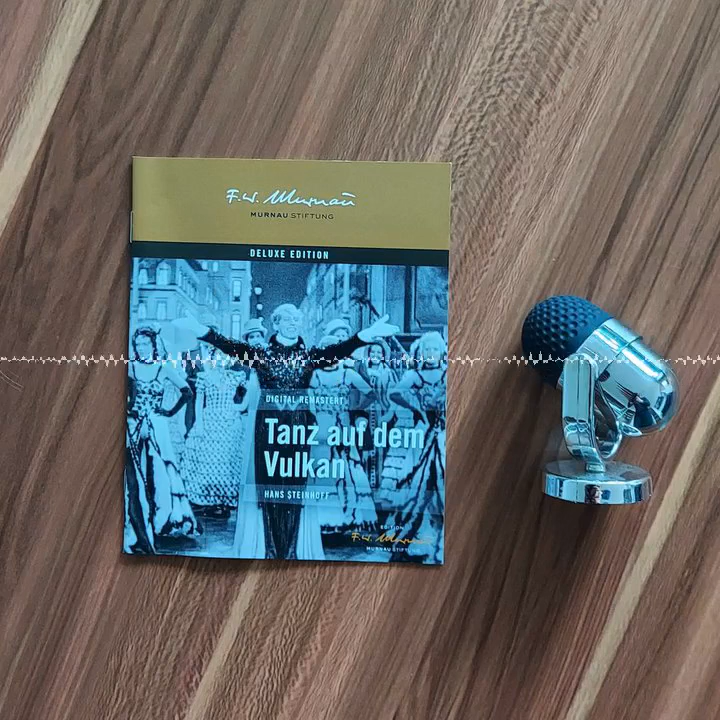 F.W. Murnau
MURNAU STIFTUNG
DELUXE EDITION
DIGITAL REMASTERT
Tanz auf dem
Vulkan
HANS STEINHOFF
EDITION
F.W. Murnau
MURNAU STIFTUNG